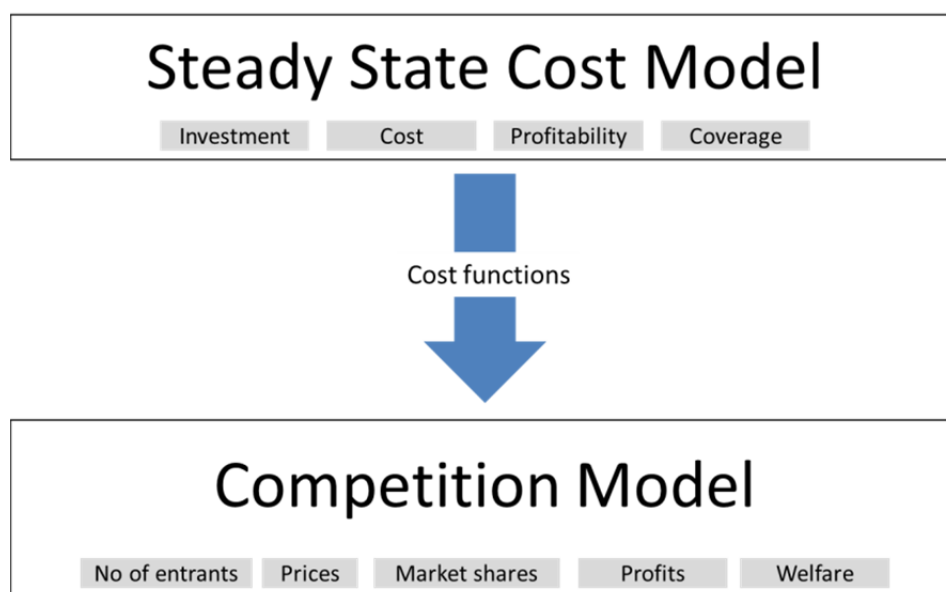 Steady State Cost Model
Investment Cost Profitability Coverage
Cost functions
Competition Model
No of entrants Prices Market shares Profits Welfare